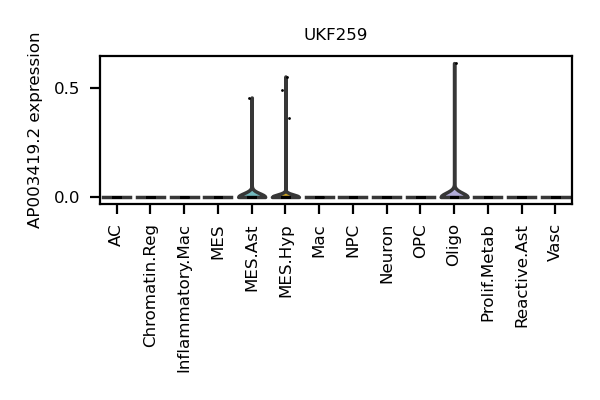 UKF259
AP003419.2 expression
0.5
0.0
AC
Chromatin.Reg
Inflammatory.Mac
MES
MES.Ast
MES.Hyp
Mac
NPC
Neuron
OPC
Oligo
Prolif.Metab
Reactive.Ast
Vasc